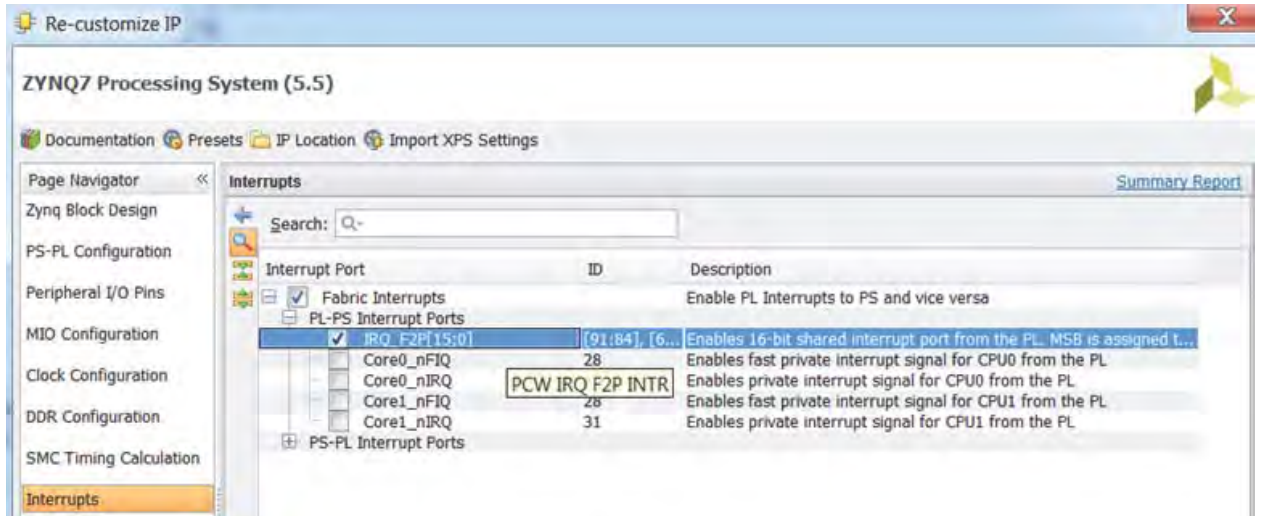 Re-customize IP
ZYNQ7 Processing System (5.5)
Documentation Presets IP Location Import XPS Settings
Page Navigator «
Zynq Block Design
PS-PL Configuration
Peripheral I/O Pins
MIO Configuration
Clock Configuration
DDR Configuration
SMC Timing Calculation
Interrupts
Interrupts Summary Report
Search:
Interrupt Port ID Description
Fabric Interrupts Enable PL Interrupts to PS and vice versa
PL-PS Interrupt Ports
IRQ_F2P[15:0] [91:84], [6... Enables 16-bit shared interrupt port from the PL. MSB is assigned t...
Core0_nFIQ 28 Enables fast private interrupt signal for CPU0 from the PL
Core0_nIRQ Enables private interrupt signal for CPU0 from the PL
PCW IRQ F2P INTR
Core1_nFIQ 28 Enables fast private interrupt signal for CPU1 from the PL
Core1_nIRQ 31 Enables private interrupt signal for CPU1 from the PL
PS-PL Interrupt Ports